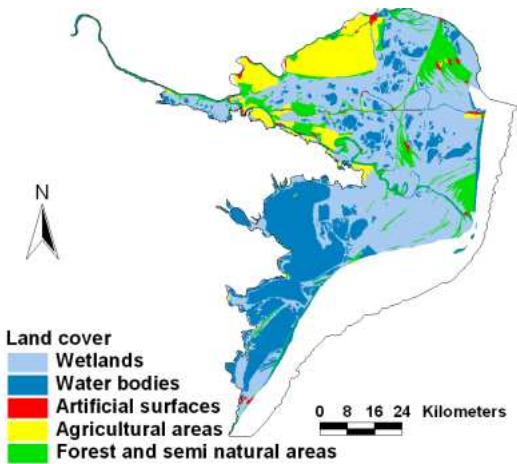 N
Land cover
Wetlands
Water bodies
Artificial surfaces
Agricultural areas
Forest and semi natural areas
0 8 16 24 Kilometers